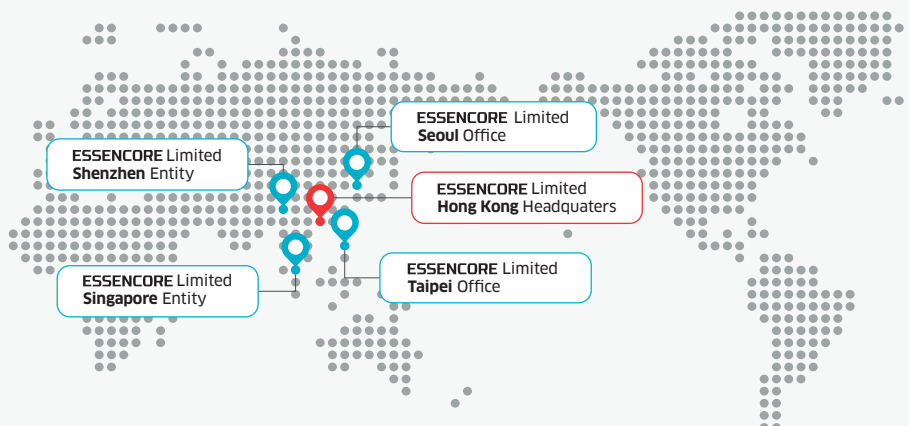 ESSENCORE Limited
Seoul Office
ESSENCORE Limited
Shenzhen Entity
ESSENCORE Limited
Hong Kong Headquaters
ESSENCORE Limited
Taipei Office
ESSENCORE Limited
Singapore Entity